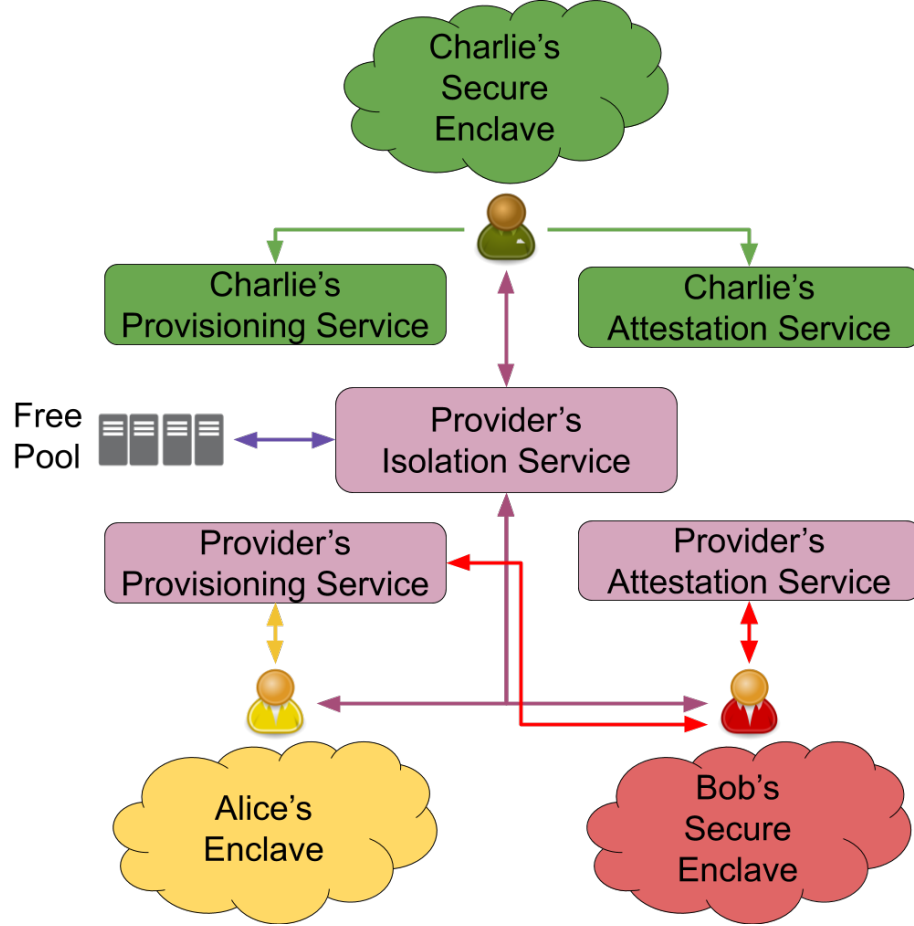 Charlie's
Secure
Enclave
Charlie's
Provisioning Service
Charlie's
Attestation Service
Free
Pool
Provider's
Isolation Service
Provider's
Provisioning Service
Provider's
Attestation Service
Alice's
Enclave
Bob's
Secure
Enclave